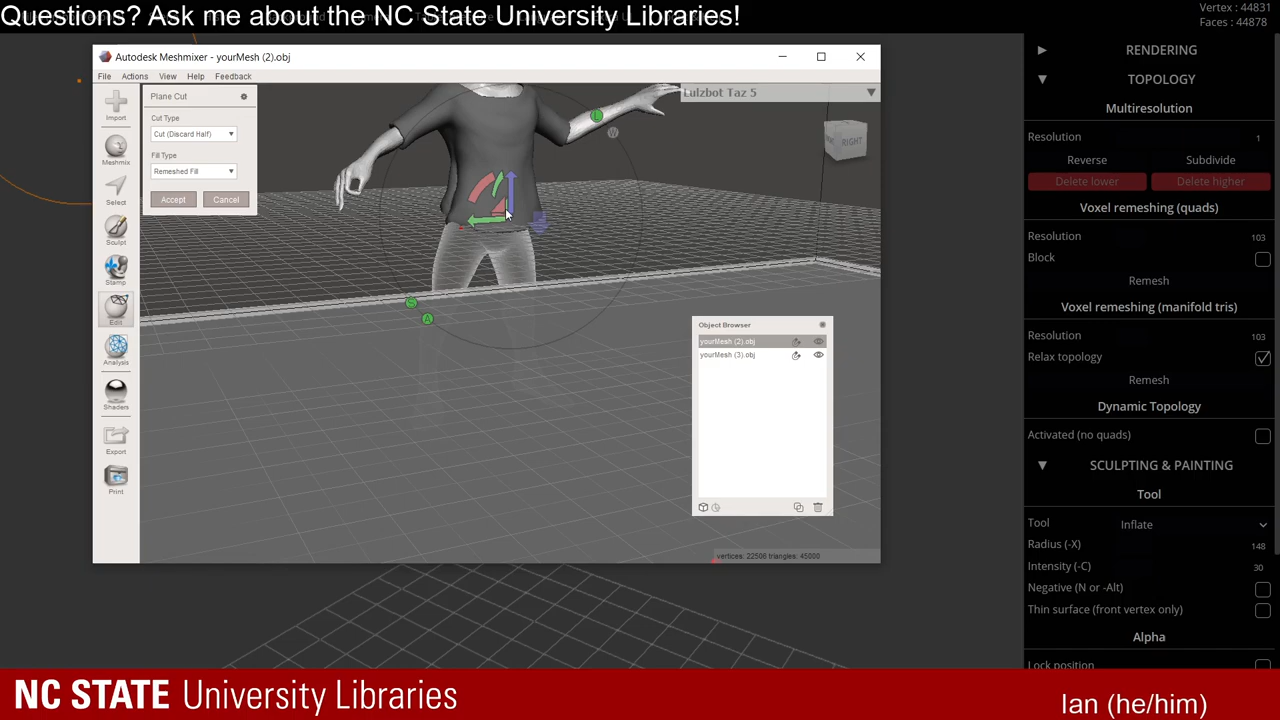 Questions? Ask me about the NC State University Libraries!
Vertex : 44831
Faces : 44878
Autodesk Meshmixer - yourMesh (2).obj
File Actions View Help Feedback
Import
Meshmix
Select
Sculpt
Stamp
Edit
Analysis
Shaders
Export
Print
Plane Cut
Cut Type
Cut (Discard Half)
Fill Type
Remeshed Fill
Accept Cancel
Lulzbot Taz 5
RIGHT
L
W
S
A
Object Browser
yourMesh (2).obj
yourMesh (3).obj
vertices: 22506 triangles: 45000
RENDERING
TOPOLOGY
Multiresolution
Resolution 1
Reverse Subdivide
Delete lower Delete higher
Voxel remeshing (quads)
Resolution 103
Block
Remesh
Voxel remeshing (manifold tris)
Resolution 103
Relax topology
Remesh
Dynamic Topology
Activated (no quads)
SCULPTING & PAINTING
Tool
Tool Inflate
Radius (-X) 148
Intensity (-C) 30
Negative (N or -Alt)
Thin surface (front vertex only)
Alpha
Lock position
NC STATE University Libraries
Ian (he/him)